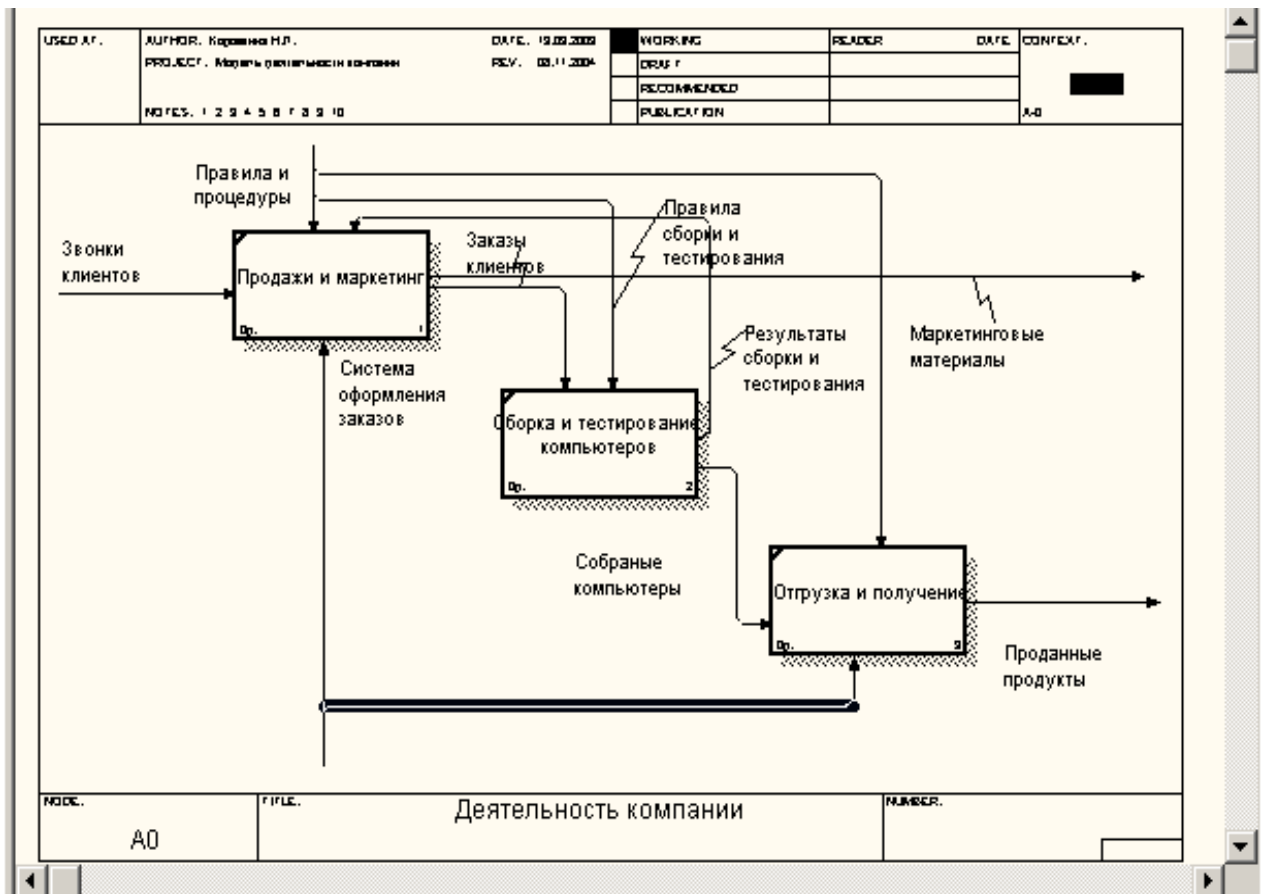 USED AT:
AUTHOR: Коровкина Н.Л.
DATE: 19.09.2003
WORKING
READER
DATE
CONTEXT:
PROJECT: Модель деятельности компании
REV: 08.11.2004
DRAFT
RECOMMENDED
NOTES: 1 2 3 4 5 6 7 8 9 10
PUBLICATION
A-0
Правила и
процедуры
Звонки
клиентов
Продажи и маркетинг
0р.
1
Заказы
клиентов
Правила
сборки и
тестирования
Маркетинговые
материалы
Результаты
сборки и
тестирования
Система
оформления
заказов
Сборка и тестирование
компьютеров
0р.
2
Собраные
компьютеры
Отгрузка и получение
0р.
3
Проданные
продукты
NODE:
A0
TITLE:
Деятельность компании
NUMBER: